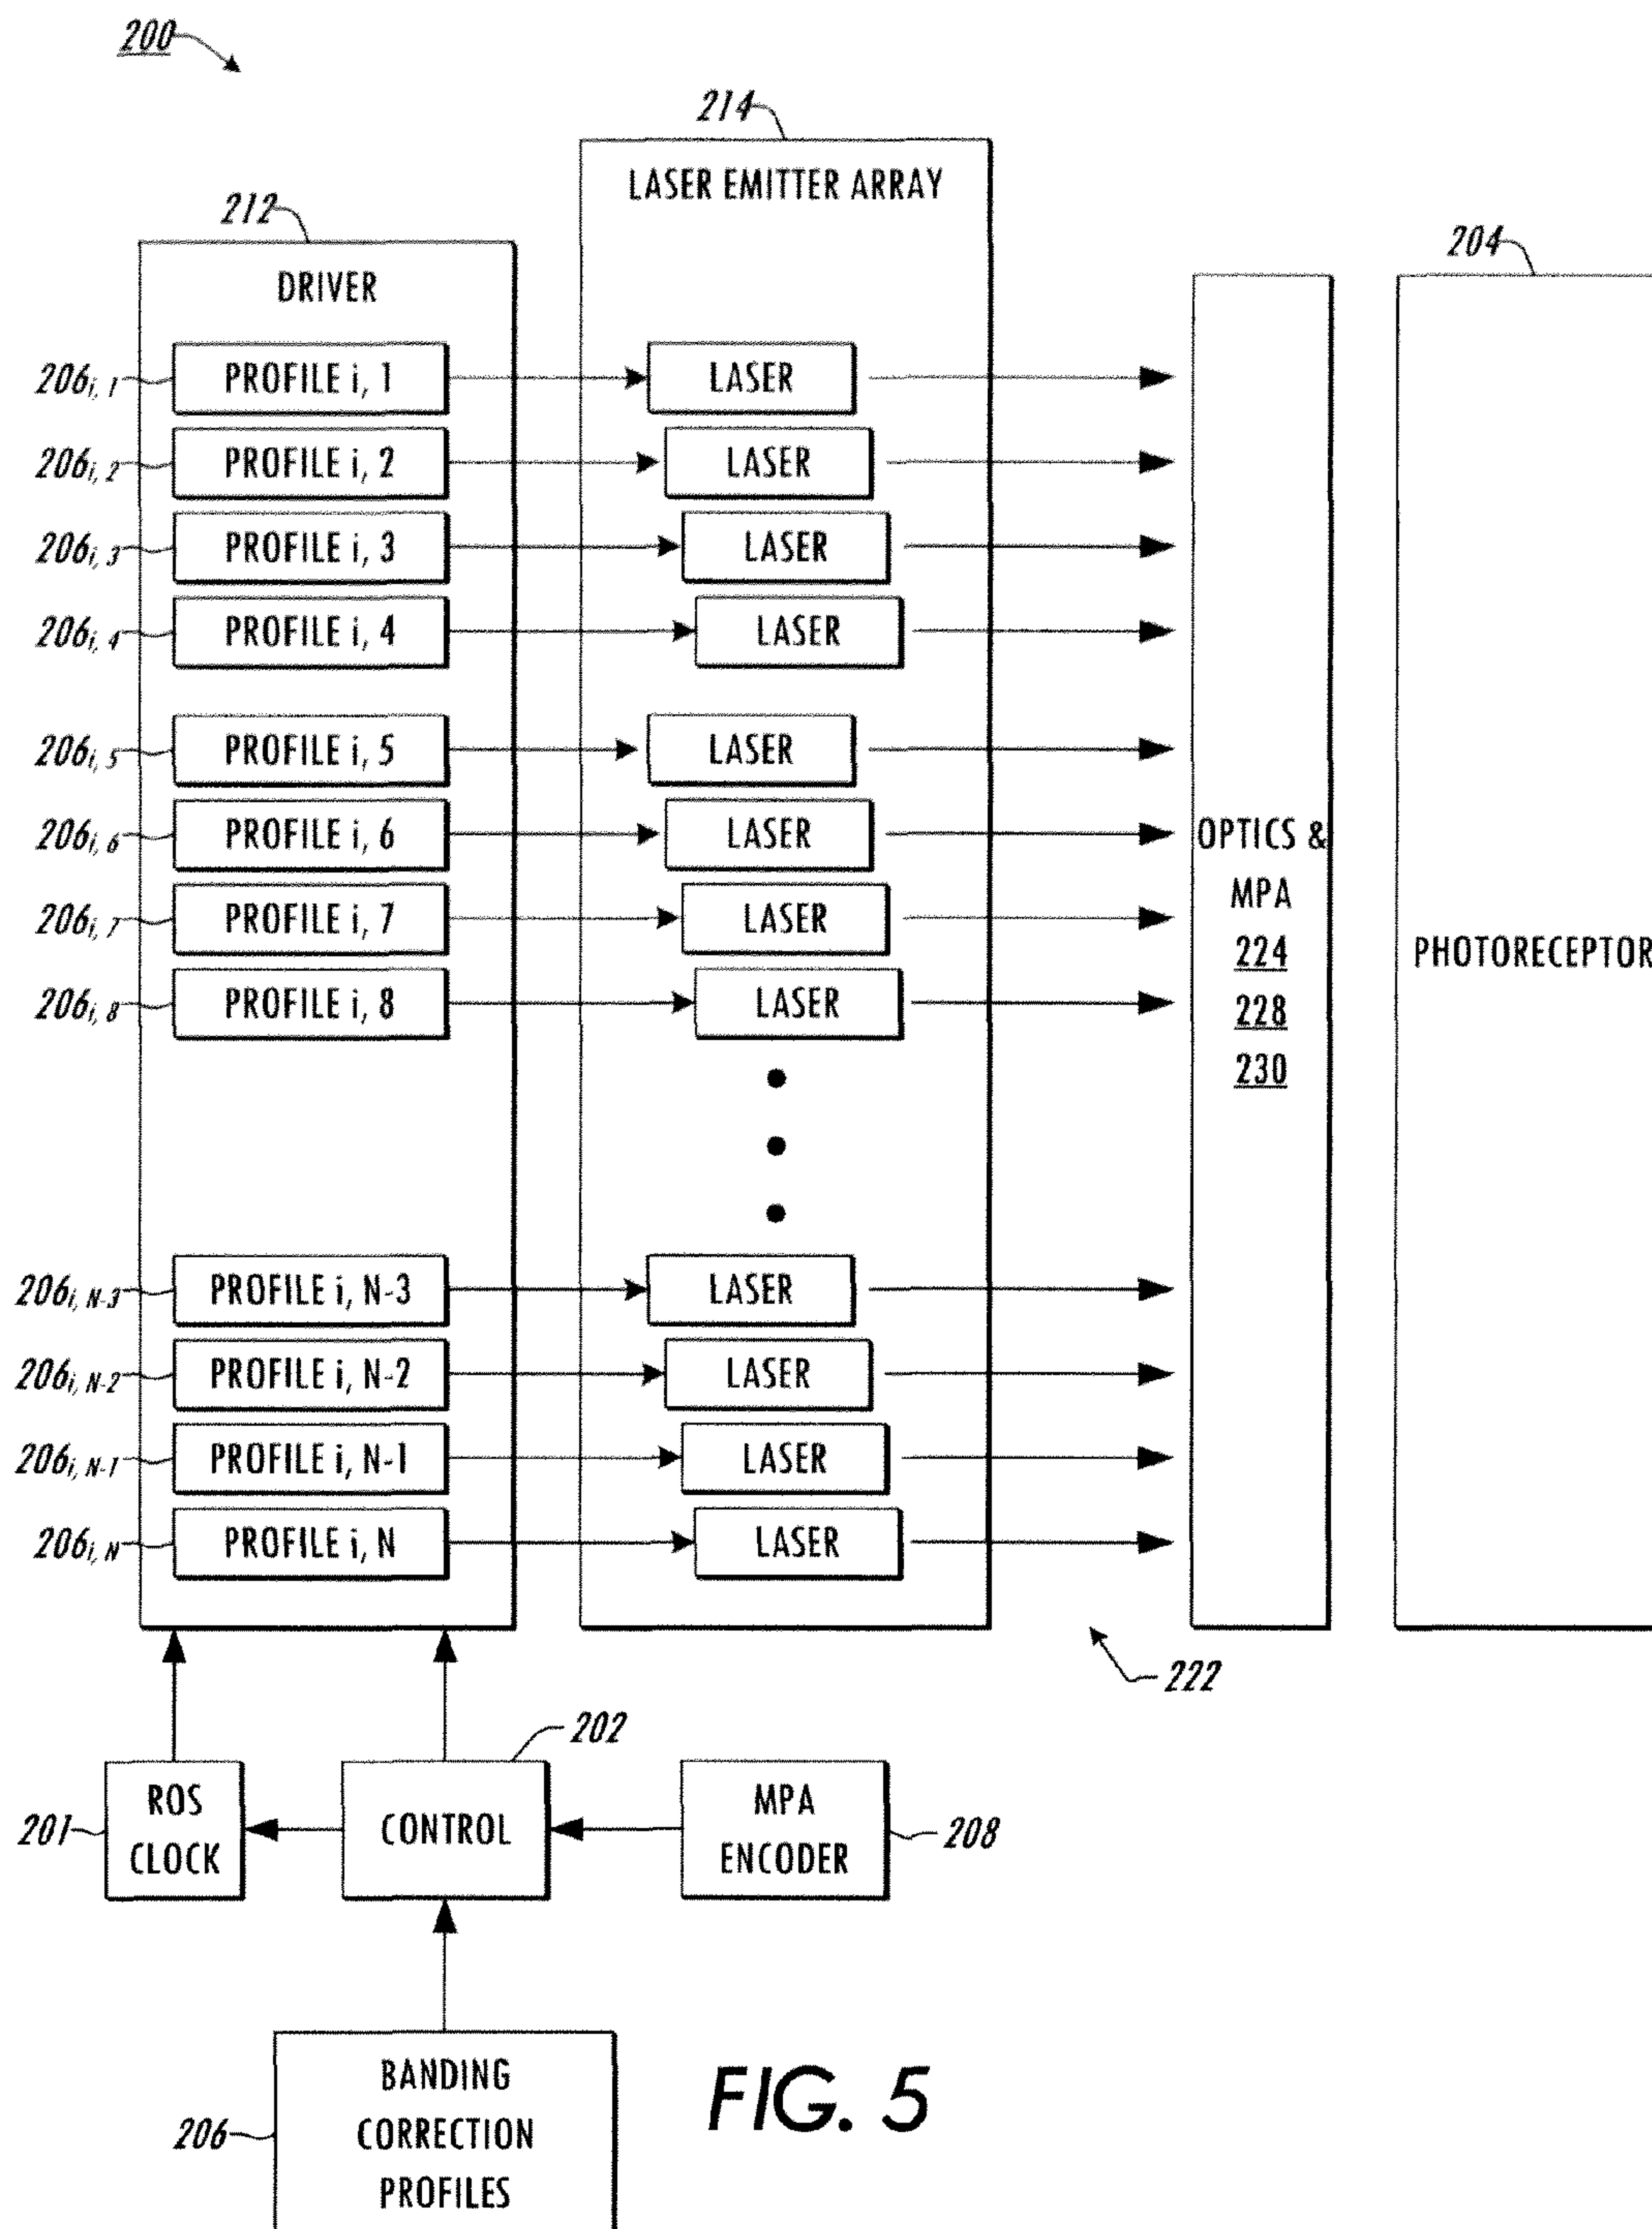 200
214
LASER EMITTER ARRAY
212
DRIVER
204
206i, 1 PROFILE i, 1 LASER
206i, 2 PROFILE i, 2 LASER
206i, 3 PROFILE i, 3 LASER
206i, 4 PROFILE i, 4 LASER
206i, 5 PROFILE i, 5 LASER
206i, 6 PROFILE i, 6 LASER
206i, 7 PROFILE i, 7 LASER
206i, 8 PROFILE i, 8 LASER
OPTICS &
MPA
224
228
230
PHOTORECEPTOR
206i, N-3 PROFILE i, N-3 LASER
206i, N-2 PROFILE i, N-2 LASER
206i, N-1 PROFILE i, N-1 LASER
206i, N PROFILE i, N LASER
222
202
201
ROS
CLOCK
CONTROL
MPA
ENCODER
208
206
BANDING
CORRECTION
PROFILES
FIG. 5